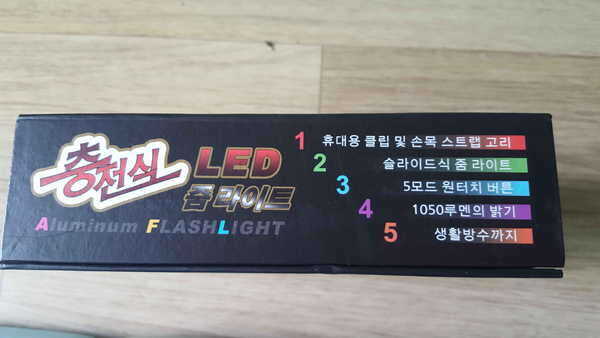 충전식 LED
줌 라이트
Aluminum FLASHLIGHT
1 휴대용 클립 및 손목 스트랩 고리
2 슬라이드식 줌 라이트
3 5모드 원터치 버튼
4 1050루멘의 밝기
5 생활방수까지